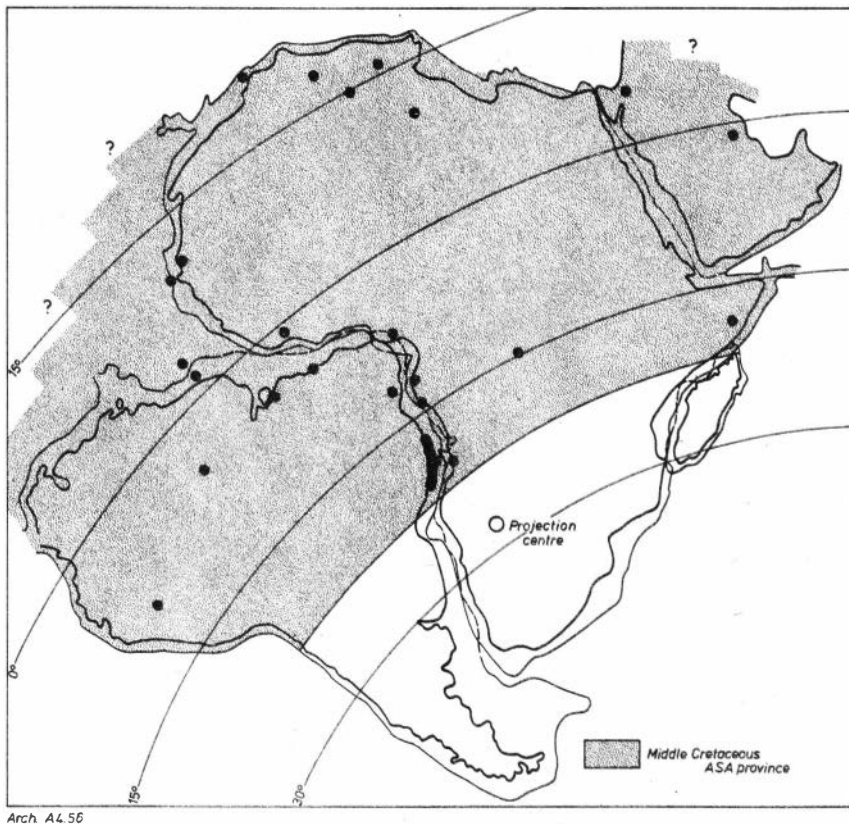 ?
?
?
15°
Projection
centre
0°
Middle Cretaceous
ASA province
15°
30°
Arch. A4.56